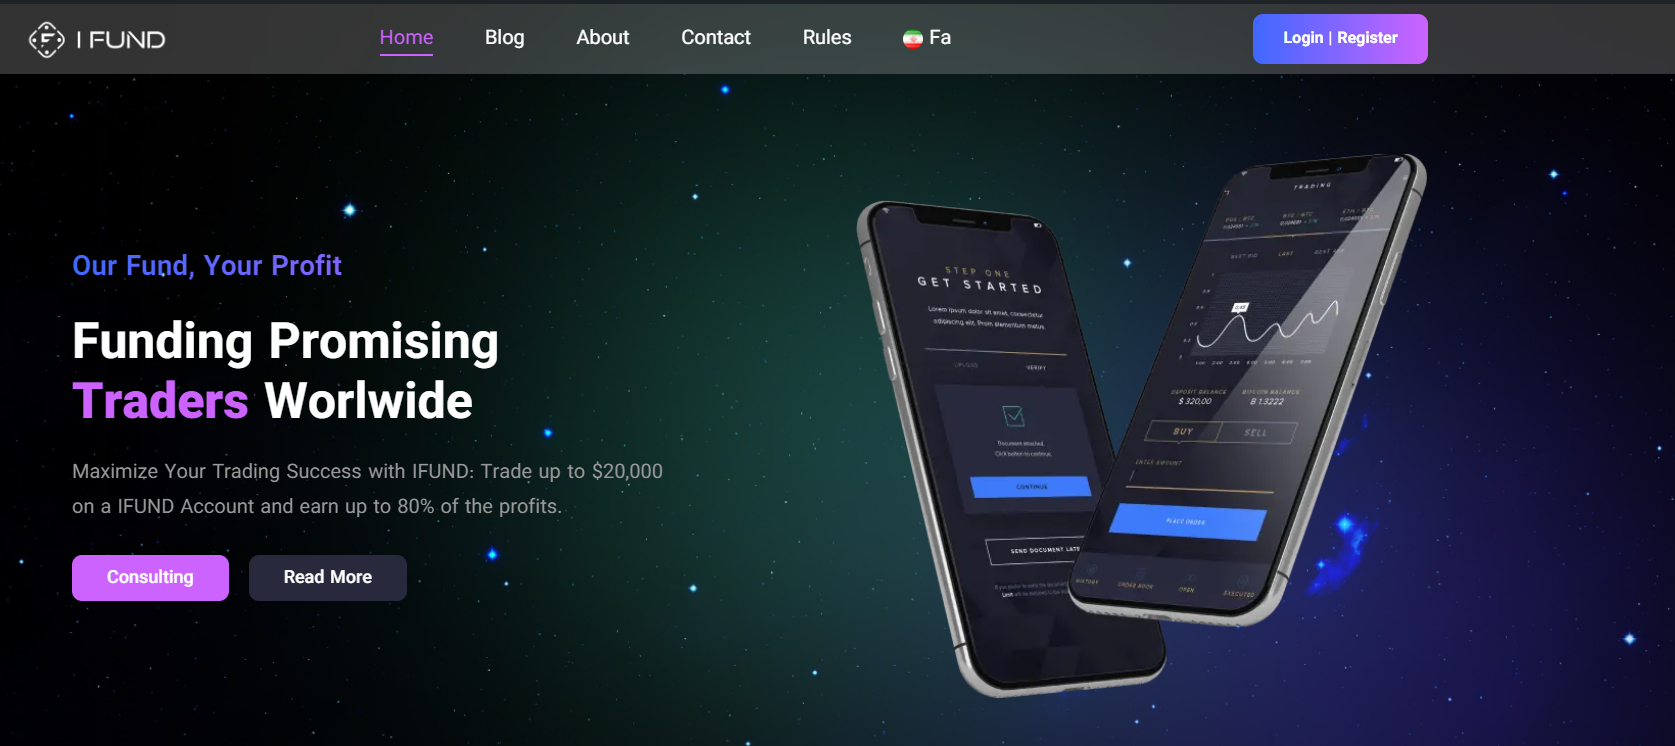 I FUND
Home
Blog
About
Contact
Rules
Fa
Login | Register
Our Fund, Your Profit
Funding Promising
Traders Worlwide
Maximize Your Trading Success with IFUND: Trade up to $20,000
on a IFUND Account and earn up to 80% of the profits.
Consulting
Read More
STEP ONE
GET STARTED
Lorem ipsum dolor sit amet, consectetur
adipiscing elit. Proin elementum metus.
UPLOAD
VERIFY
Document attached.
Click button to continue.
CONTINUE
SEND DOCUMENT LATE
TRADING
LAST
DEPOSIT BALANCE
BITCOIN BALANCE
$ 320,00
B 1.3222
BUY
SELL
ENTER AMOUNT
PLACE ORDER
HISTORY
ORDER BOOK
OPEN
EXECUTED